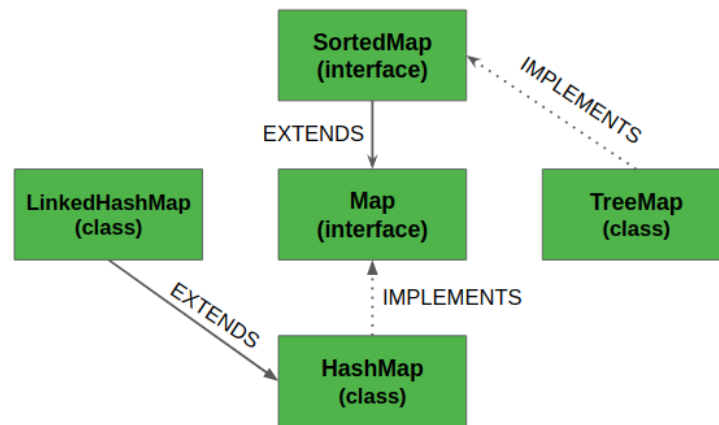 SortedMap
(interface)
IMPLEMENTS
EXTENDS
LinkedHashMap
(class)
Map
(interface)
TreeMap
(class)
EXTENDS
IMPLEMENTS
HashMap
(class)